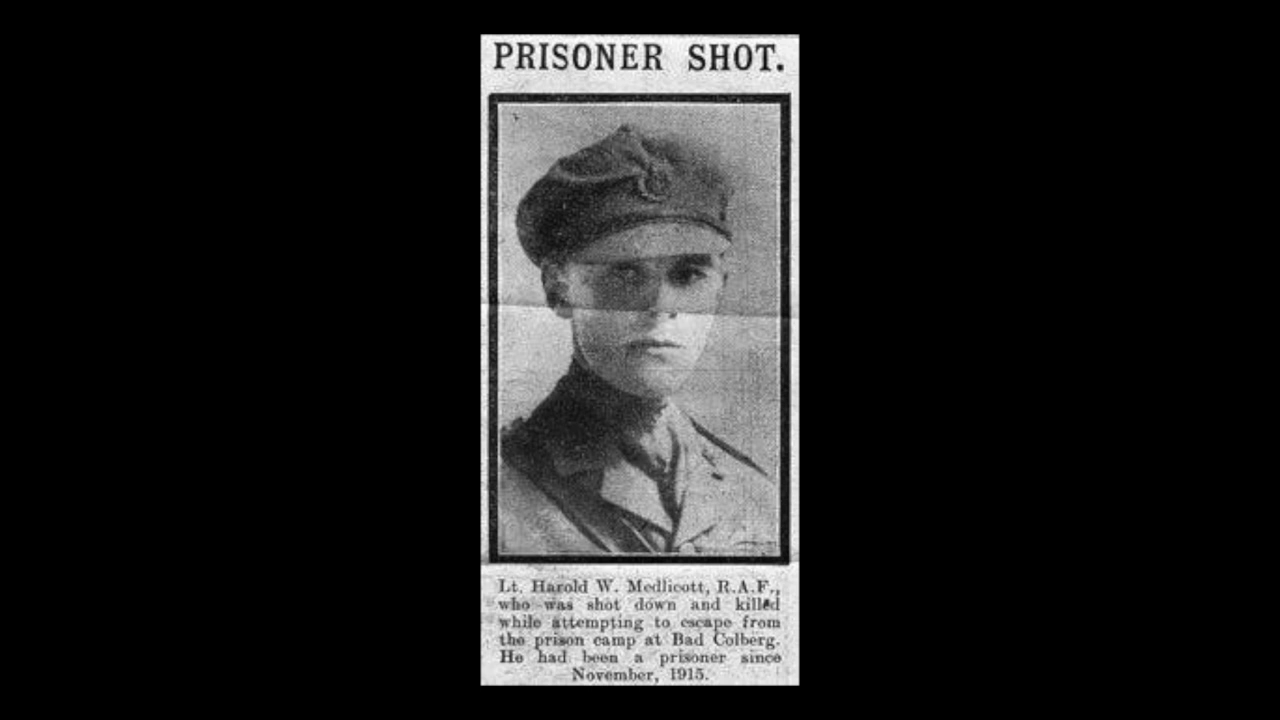 PRISONER SHOT.
Lt. Harold W. Medlicott, R.A.F.,
who was shot down and killed
while attempting to escape from
the prison camp at Bad Colberg.
He had been a prisoner since
November, 1915.